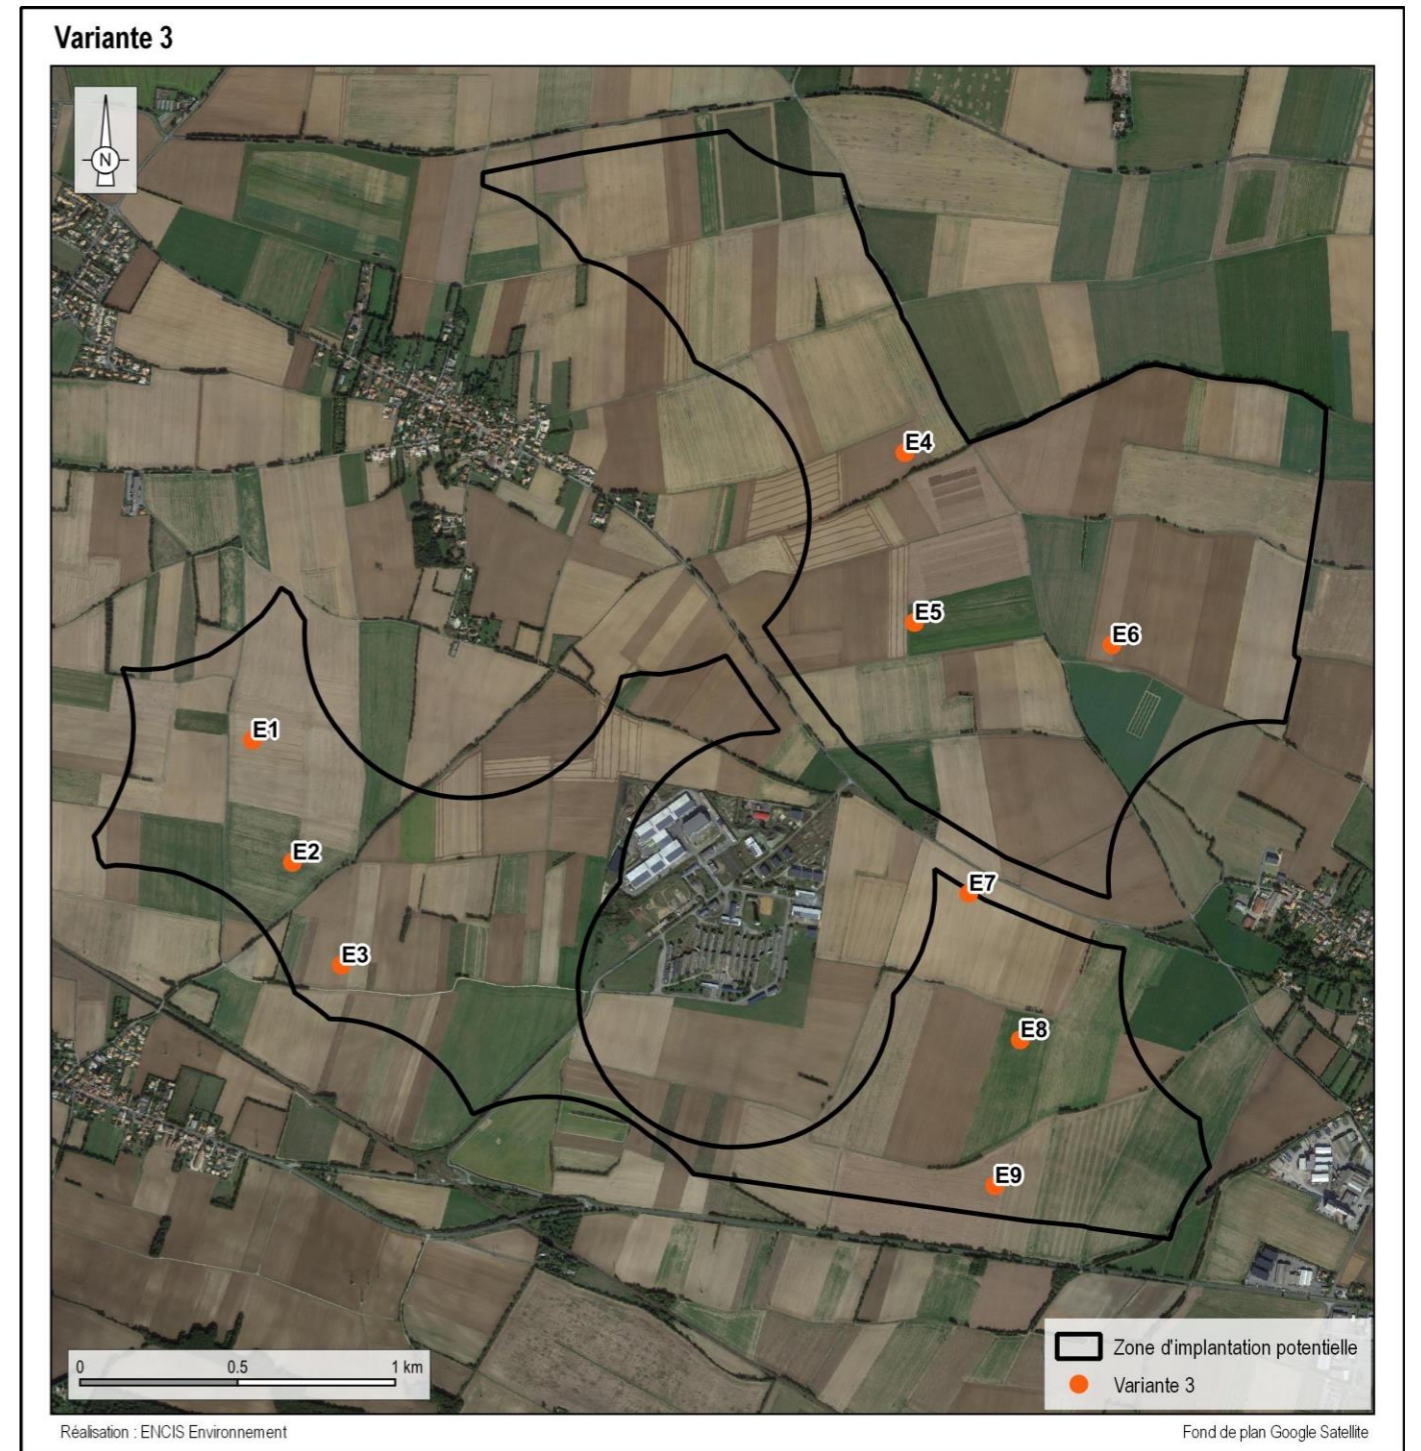 Variante 3
N
E4
E5
E6
E1
E2
E7
E3
E8
E9
0 0.5 1 km
Zone d'implantation potentielle
Variante 3
Réalisation : ENCIS Environnement
Fond de plan Google Satellite